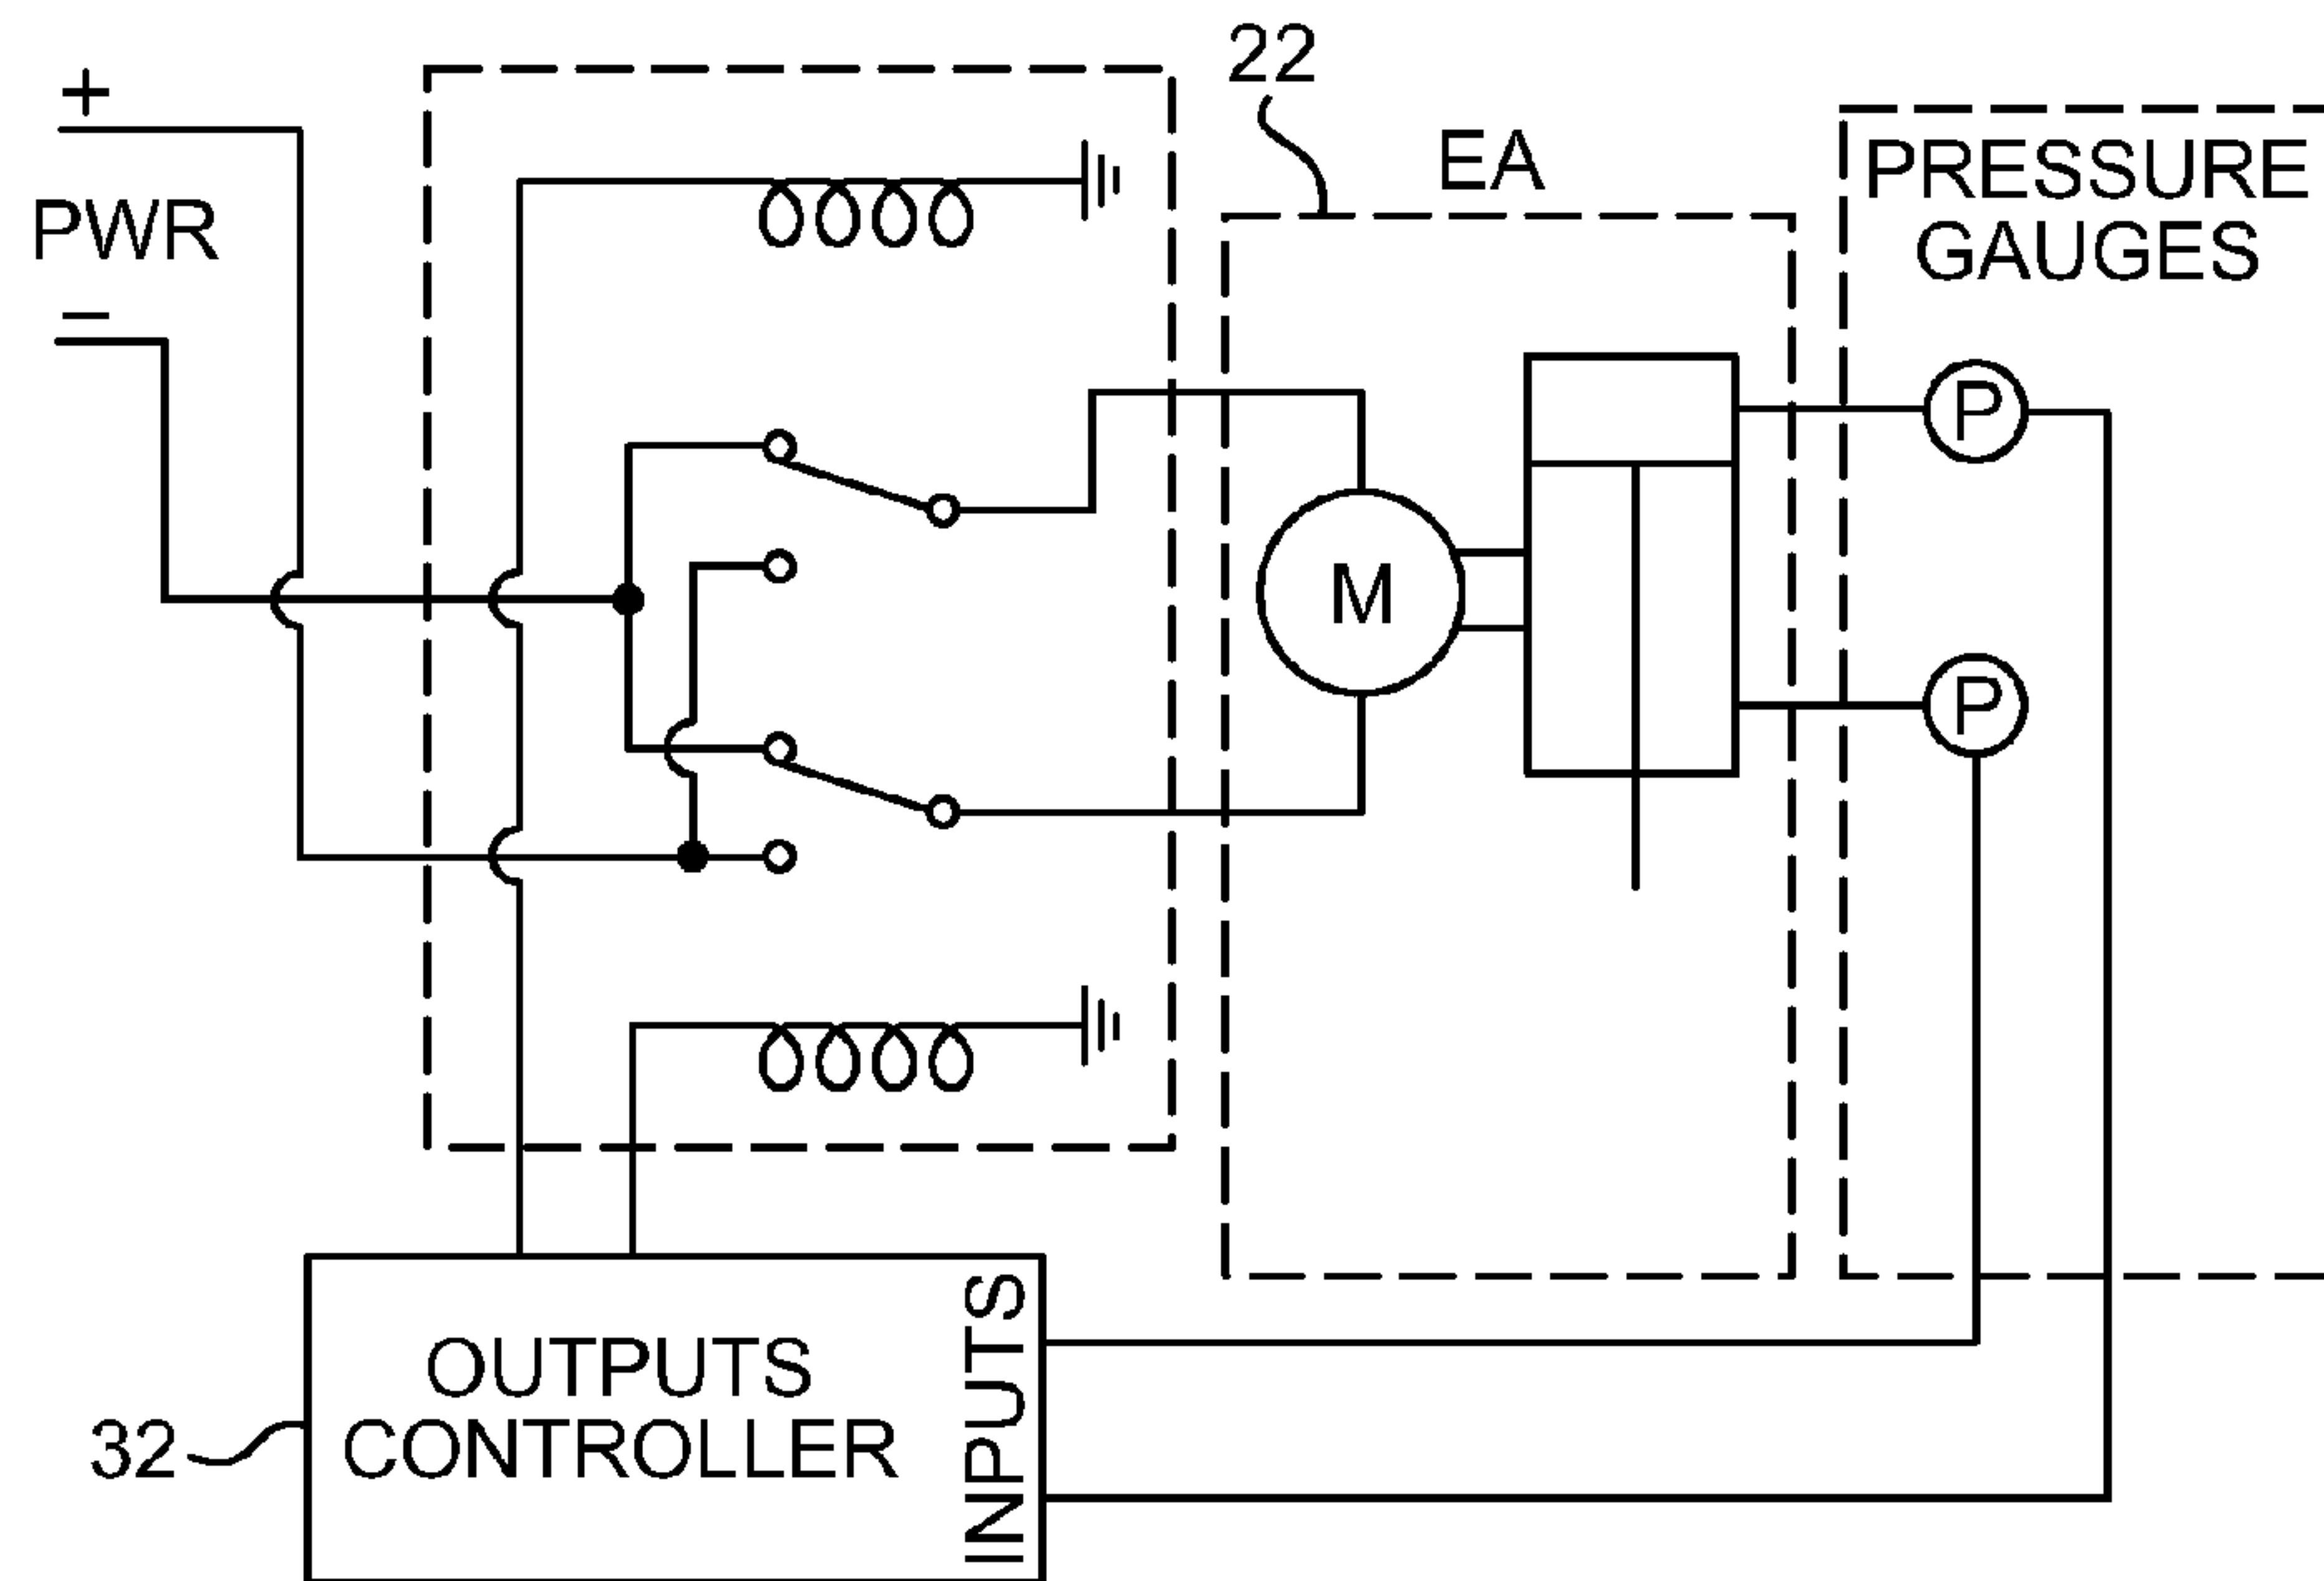 +
PWR
−
22
EA
PRESSURE
GAUGES
P
M
P
OUTPUTS
CONTROLLER
INPUTS
32